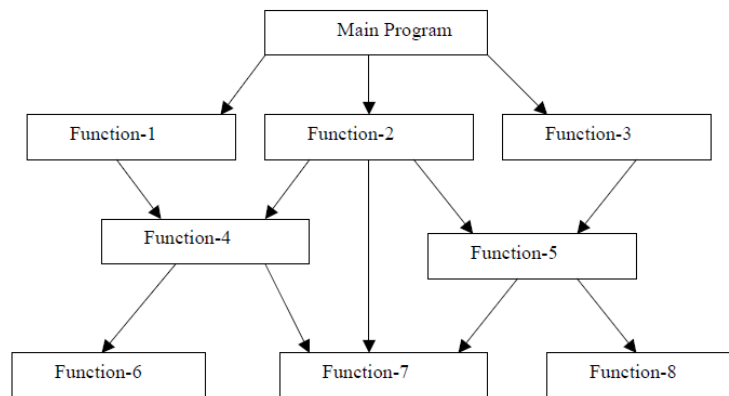 Main Program
Function-1
Function-2
Function-3
Function-4
Function-5
Function-6
Function-7
Function-8